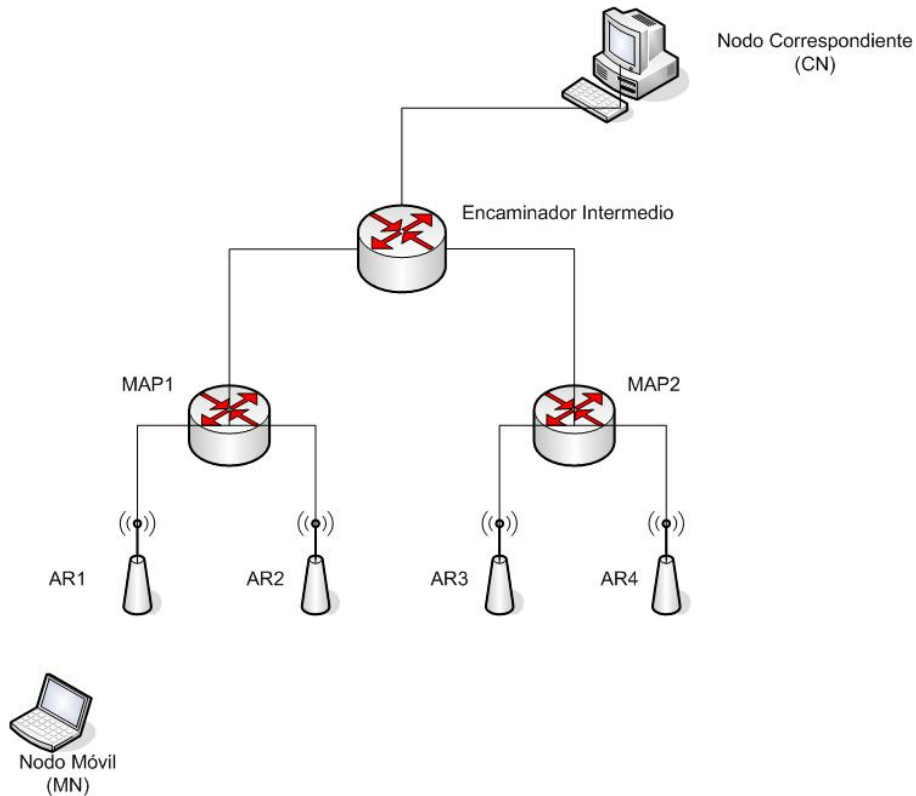 Nodo Correspondiente
(CN)
Encaminador Intermedio
MAP1
MAP2
AR1
AR2
AR3
AR4
Nodo Móvil
(MN)